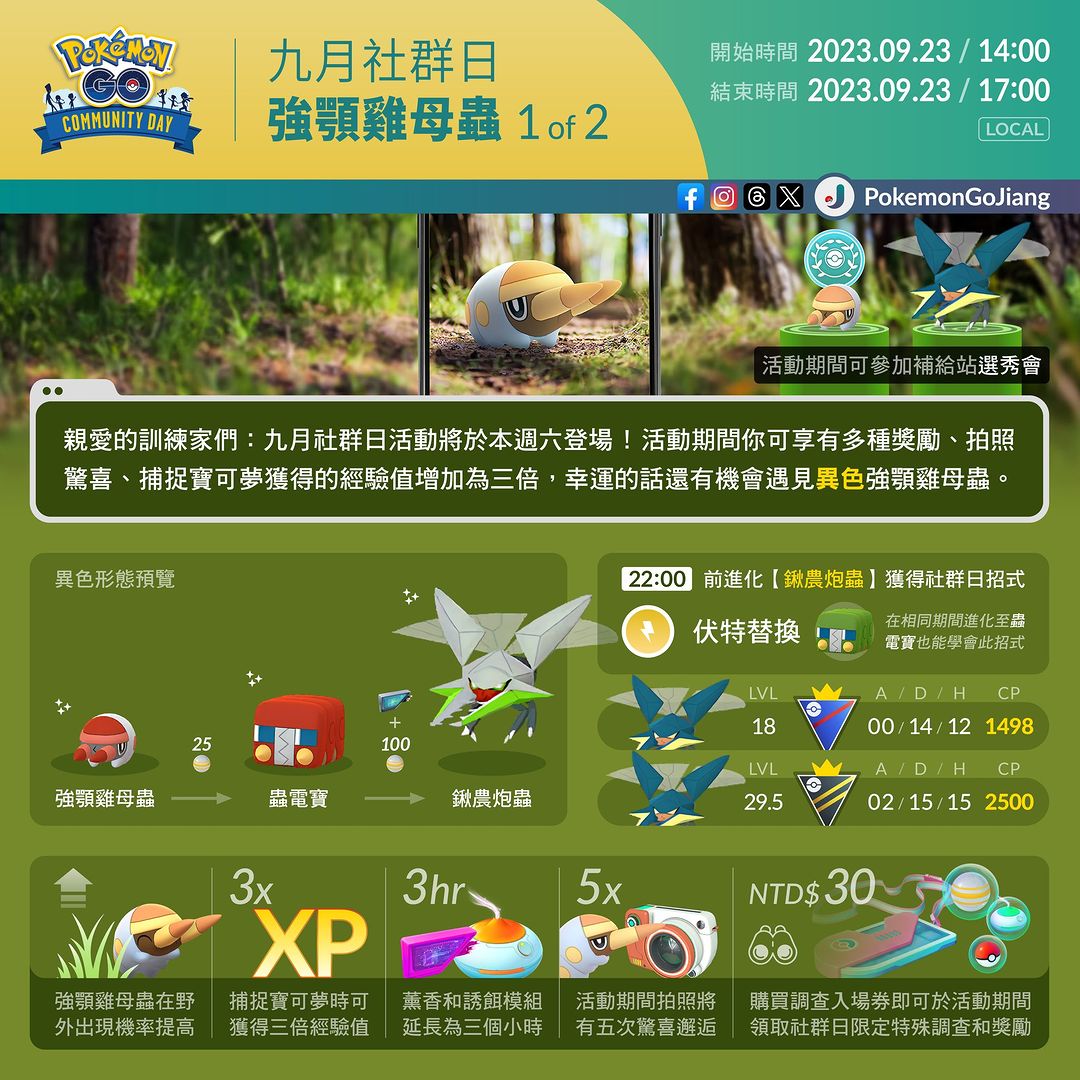 POKéMON
GO
COMMUNITY DAY
九月社群日
強顎雞母蟲 1 of 2
開始時間 2023.09.23 / 14:00
結束時間 2023.09.23 / 17:00
LOCAL
PokemonGoJiang
活動期間可參加補給站選秀會
親愛的訓練家們：九月社群日活動將於本週六登場！活動期間你可享有多種獎勵、拍照
驚喜、捕捉寶可夢獲得的經驗值增加為三倍，幸運的話還有機會遇見異色強顎雞母蟲。
異色形態預覽
25
+
100
強顎雞母蟲
蟲電寶
鍬農炮蟲
22:00 前進化【鍬農炮蟲】獲得社群日招式
伏特替換
在相同期間進化至蟲
電寶也能學會此招式
LVL A / D / H CP
18 00 / 14 / 12 1498
LVL A / D / H CP
29.5 02 / 15 / 15 2500
3x
XP
3hr
5x
NTD$30
強顎雞母蟲在野
外出現機率提高
捕捉寶可夢時可
獲得三倍經驗值
薰香和誘餌模組
延長為三個小時
活動期間拍照將
有五次驚喜邂逅
購買調查入場券即可於活動期間
領取社群日限定特殊調查和獎勵